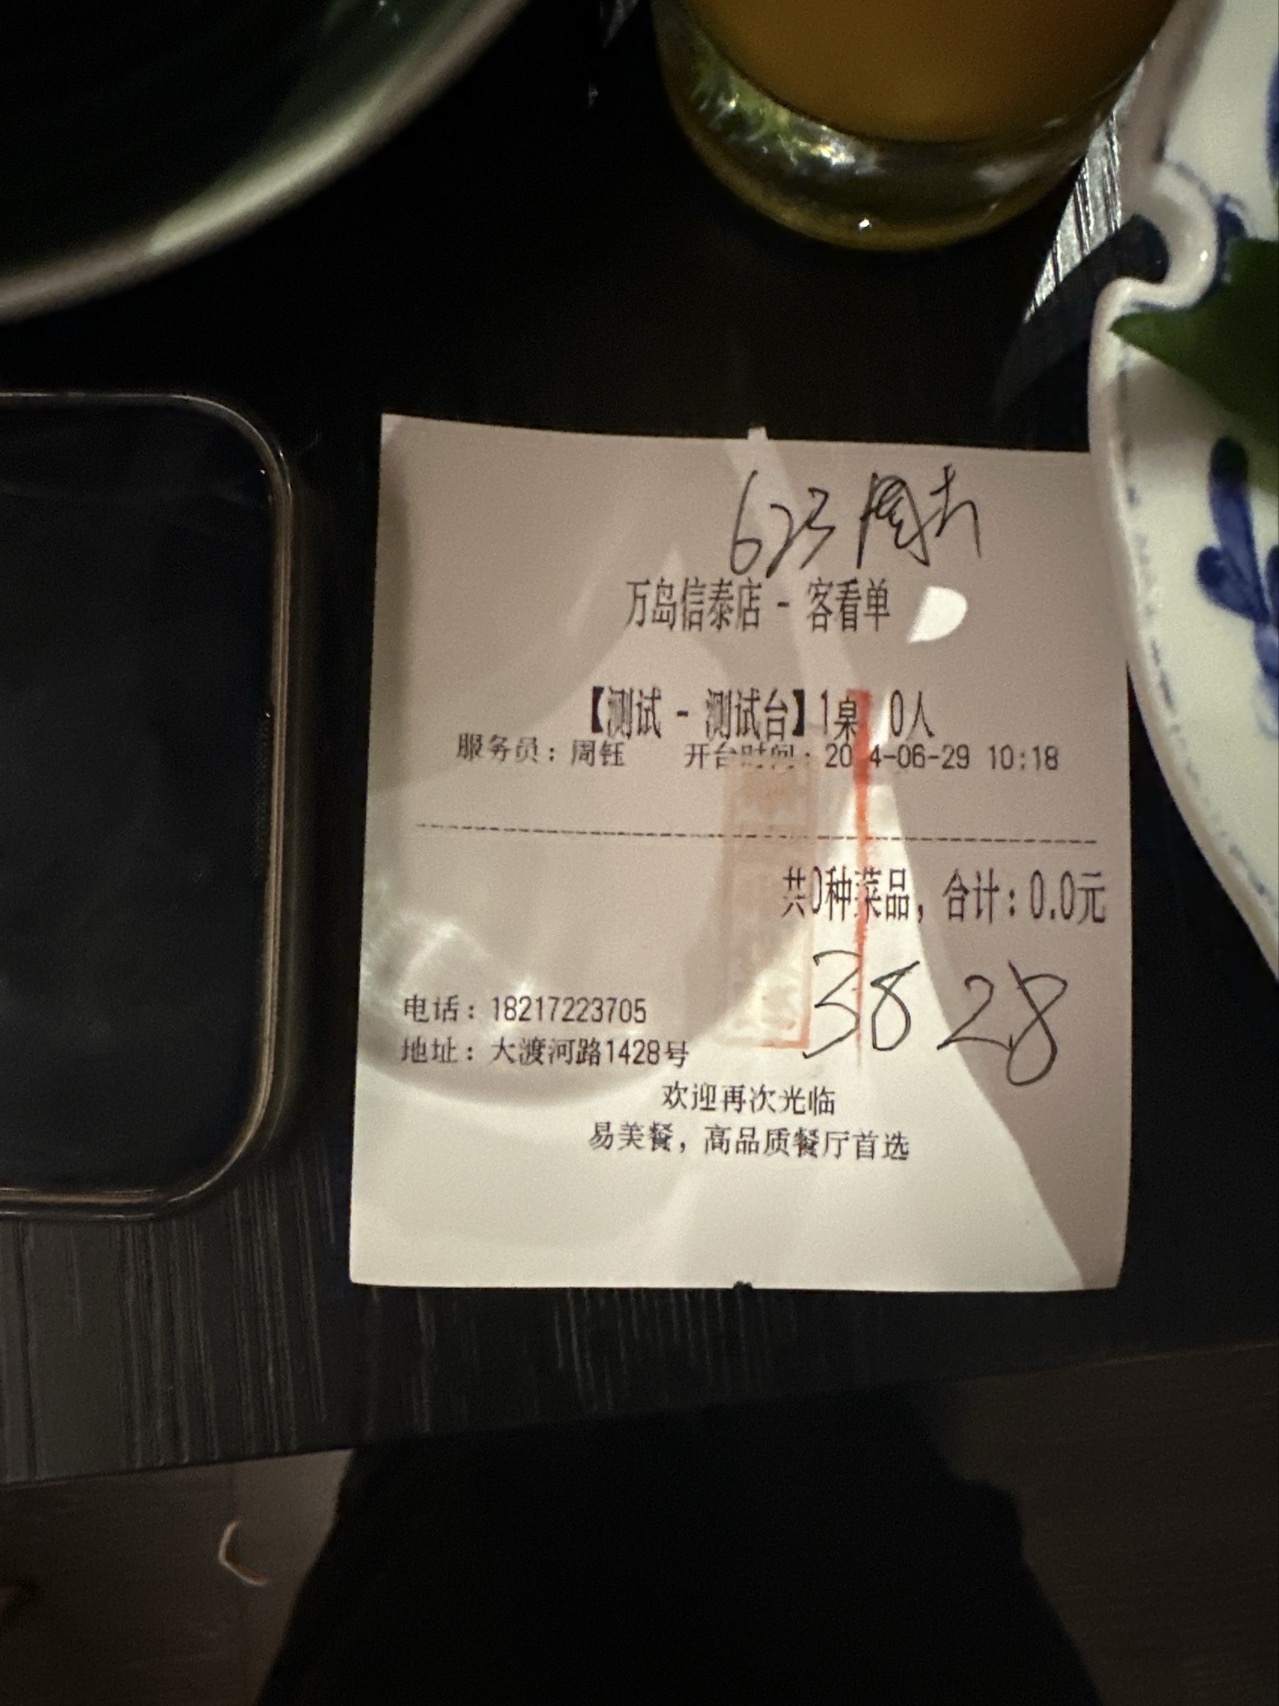 623
万岛信泰店 - 客看单
【测试 - 测试台】1桌 0人
服务员：周钰 开台时间：2024-06-29 10:18
共0种菜品，合计：0.0元
3828
电话：18217223705
地址：大渡河路1428号
欢迎再次光临
易美餐，高品质餐厅首选